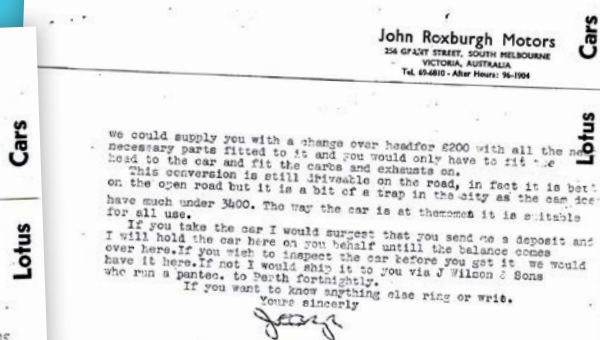 John Roxburgh Motors
256 GRANT STREET, SOUTH MELBOURNE
VICTORIA, AUSTRALIA
Tel. 69-6810 - After Hours: 96-1904
Lotus Cars
Lotus Cars
we could supply you with a change over headfor £200 with all the
necessary parts fitted to it and you would only have to fit
head to the car and fit the carbs and exhausts on.
This conversion is still driveable on the road, in fact it is
on the open road but it is a bit of a trap in the city as the cam
have much under 3400. The way the car is at themomen it is suitable
for all use.
If you take the car I would surgest that you send me a deposit and
I will hold the car here on you behalf untill the balance comes
over here.If you wish to inspect the car before you get it we would
have it here.If not I would ship it to you via J Wilson & Sons
who run a pantec. to Perth fortnightly.
If you want to know anything else ring or writ.
Yours sincerly